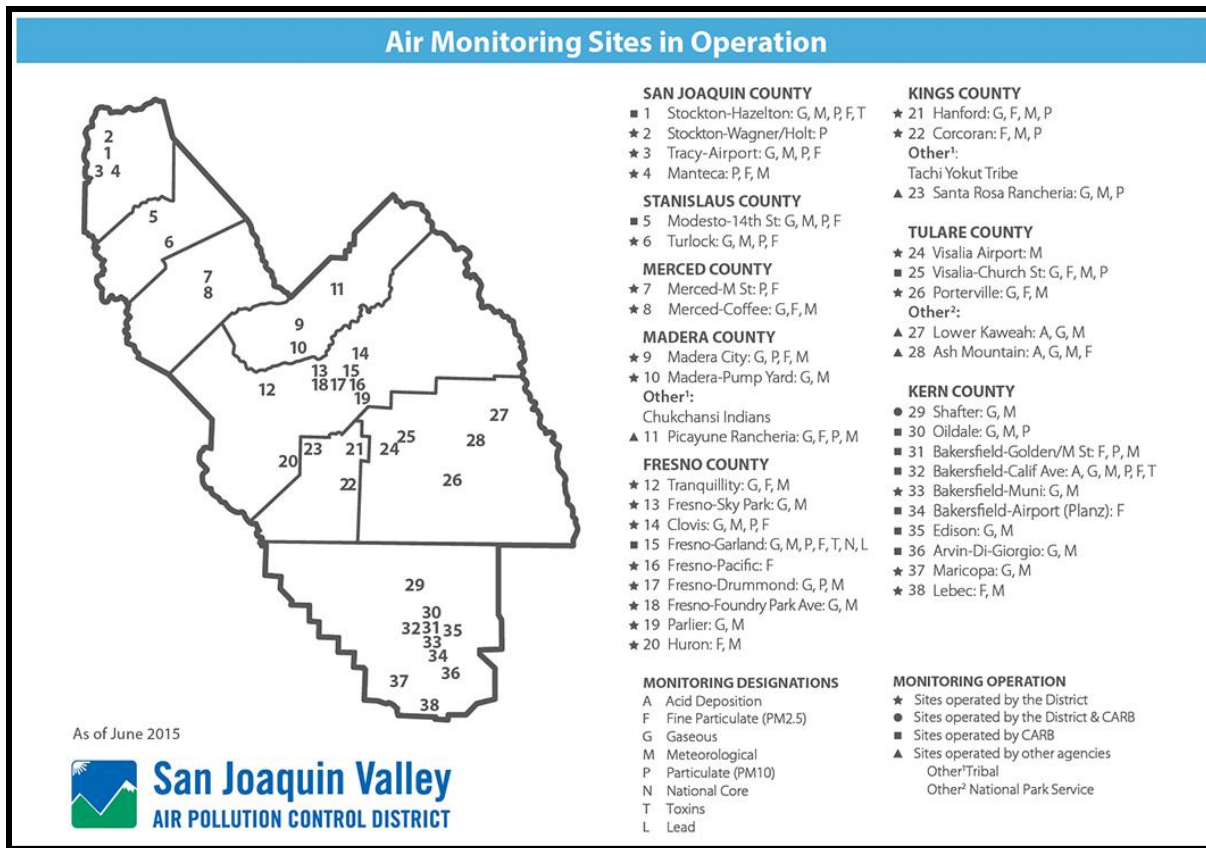 Air Monitoring Sites in Operation
2
1
3 4
5
6
7
8
11
9
10
14
13 15
12 18 17 16
19
27
25
28
23 21 24
20
22 26
29
30
32 31 35
33
34
36
37
38
As of June 2015
San Joaquin Valley
AIR POLLUTION CONTROL DISTRICT
SAN JOAQUIN COUNTY
■ 1 Stockton-Hazelton: G, M, P, F, T
★ 2 Stockton-Wagner/Holt: P
★ 3 Tracy-Airport: G, M, P, F
★ 4 Manteca: P, F, M
STANISLAUS COUNTY
■ 5 Modesto-14th St: G, M, P, F
★ 6 Turlock: G, M, P, F
MERCED COUNTY
★ 7 Merced-M St: P, F
★ 8 Merced-Coffee: G,F, M
MADERA COUNTY
★ 9 Madera City: G, P, F, M
★ 10 Madera-Pump Yard: G, M
Other¹:
Chukchansi Indians
▲ 11 Picayune Rancheria: G, F, P, M
FRESNO COUNTY
★ 12 Tranquillity: G, F, M
★ 13 Fresno-Sky Park: G, M
★ 14 Clovis: G, M, P, F
■ 15 Fresno-Garland: G, M, P, F, T, N, L
★ 16 Fresno-Pacific: F
★ 17 Fresno-Drummond: G, P, M
★ 18 Fresno-Foundry Park Ave: G, M
★ 19 Parlier: G, M
★ 20 Huron: F, M
MONITORING DESIGNATIONS
A Acid Deposition
F Fine Particulate (PM2.5)
G Gaseous
M Meteorological
P Particulate (PM10)
N National Core
T Toxins
L Lead
KINGS COUNTY
★ 21 Hanford: G, F, M, P
★ 22 Corcoran: F, M, P
Other¹:
Tachi Yokut Tribe
▲ 23 Santa Rosa Rancheria: G, M, P
TULARE COUNTY
★ 24 Visalia Airport: M
■ 25 Visalia-Church St: G, F, M, P
★ 26 Porterville: G, F, M
Other²:
▲ 27 Lower Kaweah: A, G, M
▲ 28 Ash Mountain: A, G, M, F
KERN COUNTY
● 29 Shafter: G, M
■ 30 Oildale: G, M, P
■ 31 Bakersfield-Golden/M St: F, P, M
■ 32 Bakersfield-Calif Ave: A, G, M, P, F, T
★ 33 Bakersfield-Muni: G, M
■ 34 Bakersfield-Airport (Planz): F
■ 35 Edison: G, M
■ 36 Arvin-Di-Giorgio: G, M
★ 37 Maricopa: G, M
★ 38 Lebec: F, M
MONITORING OPERATION
★ Sites operated by the District
● Sites operated by the District & CARB
■ Sites operated by CARB
▲ Sites operated by other agencies
Other¹Tribal
Other² National Park Service